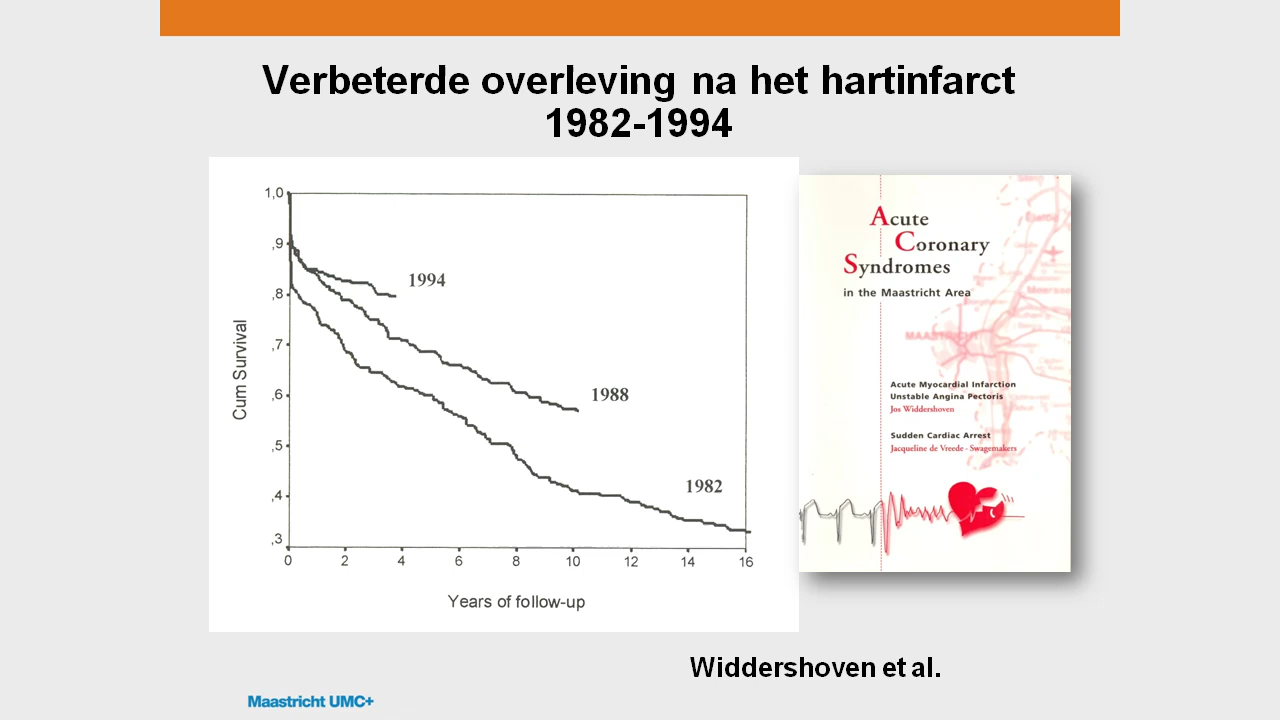 Verbeterde overleving na het hartinfarct
1982-1994
1,0
,9
,8
,7
,6
,5
,4
,3
Cum Survival
1994
1988
1982
0 2 4 6 8 10 12 14 16
Years of follow-up
Acute
Coronary
Syndromes
in the Maastricht Area
MAASTRICHT
Acute Myocardial Infarction
Unstable Angina Pectoris
Jos Widdershoven
Sudden Cardiac Arrest
Jacqueline de Vreede - Swagemakers
Widdershoven et al.
Maastricht UMC+